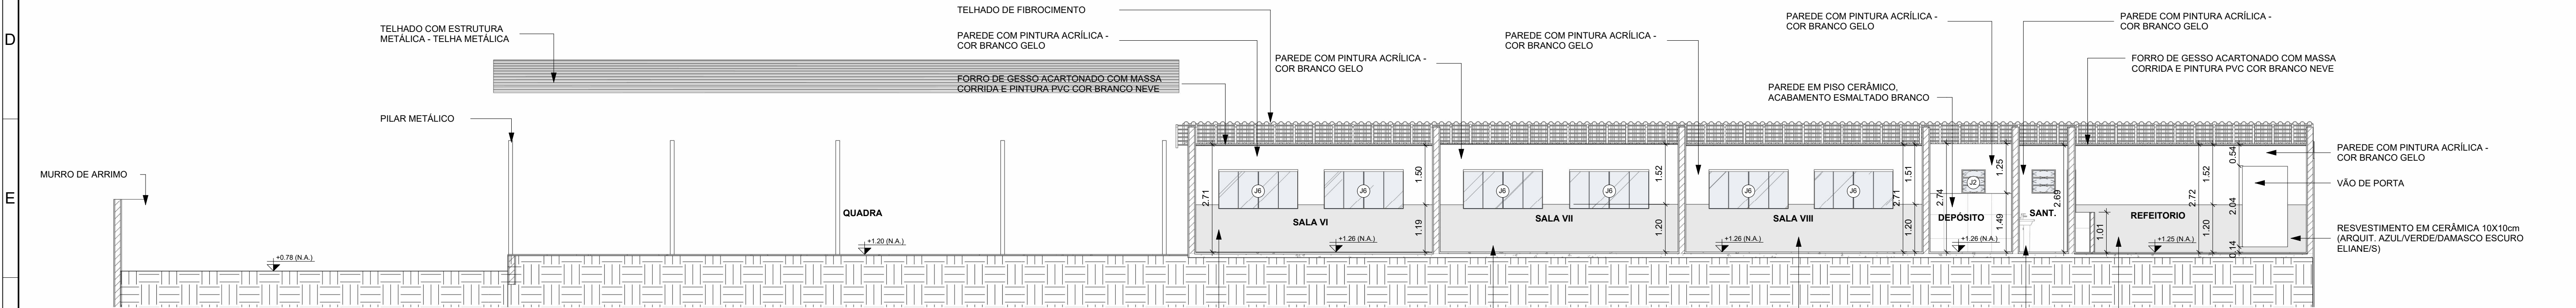 D
E
TELHADO COM ESTRUTURA
METÁLICA - TELHA METÁLICA
PILAR METÁLICO
MURRO DE ARRIMO
TELHADO DE FIBROCIMENTO
PAREDE COM PINTURA ACRÍLICA -
COR BRANCO GELO
FORRO DE GESSO ACARTONADO COM MASSA
CORRIDA E PINTURA PVC COR BRANCO NEVE
PAREDE COM PINTURA ACRÍLICA -
COR BRANCO GELO
PAREDE COM PINTURA ACRÍLICA -
COR BRANCO GELO
PAREDE COM PINTURA ACRÍLICA -
COR BRANCO GELO
PAREDE EM PISO CERÂMICO,
ACABAMENTO ESMALTADO BRANCO
PAREDE COM PINTURA ACRÍLICA -
COR BRANCO GELO
FORRO DE GESSO ACARTONADO COM MASSA
CORRIDA E PINTURA PVC COR BRANCO NEVE
PAREDE COM PINTURA ACRÍLICA -
COR BRANCO GELO
VÃO DE PORTA
RESVESTIMENTO EM CERÂMICA 10X10cm
(ARQUIT. AZUL/VERDE/DAMASCO ESCURO
ELIANE/S)
+0.78 (N.A.)
QUADRA
+1.20 (N.A.)
2.71
J6
J6
1.50
1.19
SALA VI
+1.26 (N.A.)
J6
J6
1.52
1.20
SALA VII
J6
J6
1.51
2.71
1.20
SALA VIII
+1.26 (N.A.)
2.74
J2
1.25
1.49
DEPÓSITO
+1.26 (N.A.)
SANT.
2.69
1.01
REFEITORIO
+1.25 (N.A.)
2.72
1.52
1.20
0.54
2.04
0.14